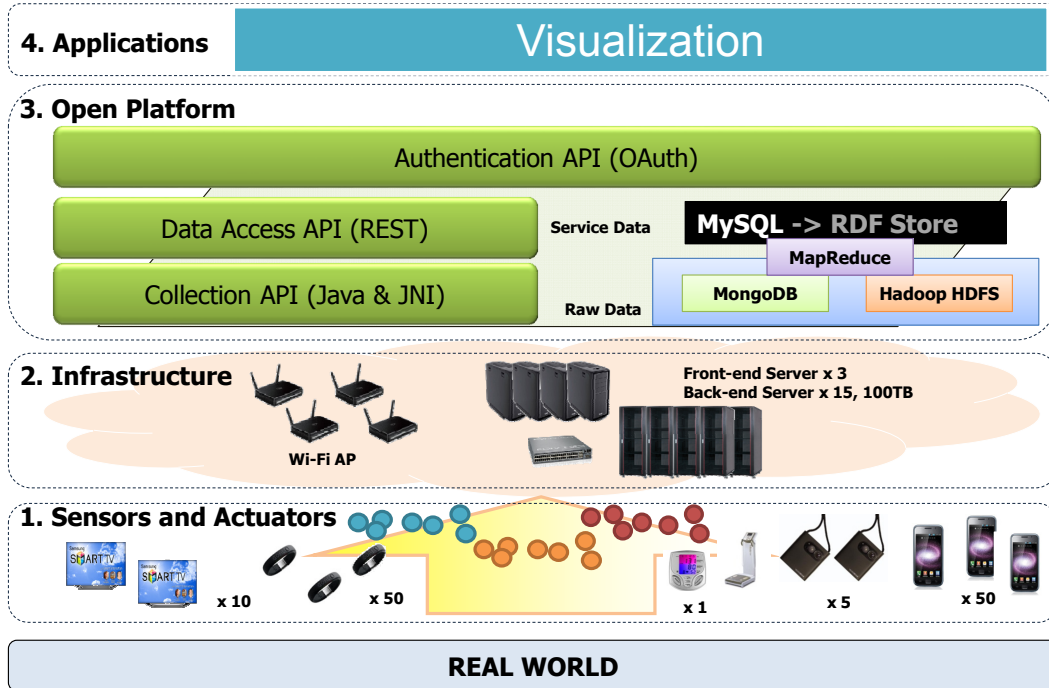 4. Applications
Visualization
3. Open Platform
Authentication API (OAuth)
Data Access API (REST)
Service Data
MySQL -> RDF Store
MapReduce
Collection API (Java & JNI)
Raw Data
MongoDB
Hadoop HDFS
2. Infrastructure
Front-end Server x 3
Back-end Server x 15, 100TB
Wi-Fi AP
1. Sensors and Actuators
Samsung
SMART TV
Samsung
SMART TV
x 10
x 50
x 1
x 5
x 50
REAL WORLD